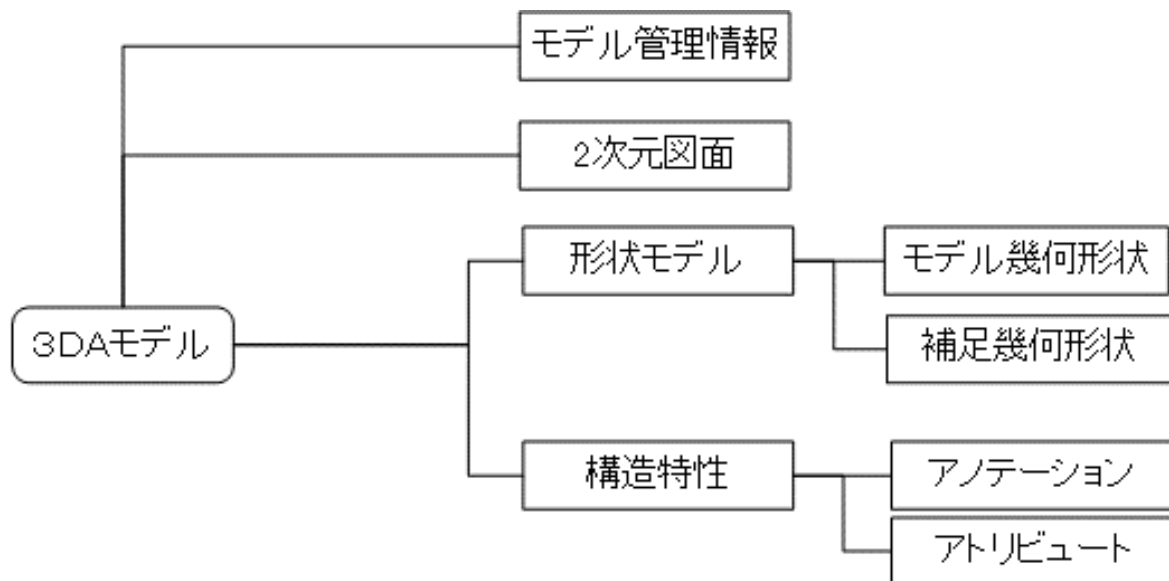 モデル管理情報
2次元図面
形状モデル
モデル幾何形状
3DAモデル
補足幾何形状
構造特性
アノテーション
アトリビュート